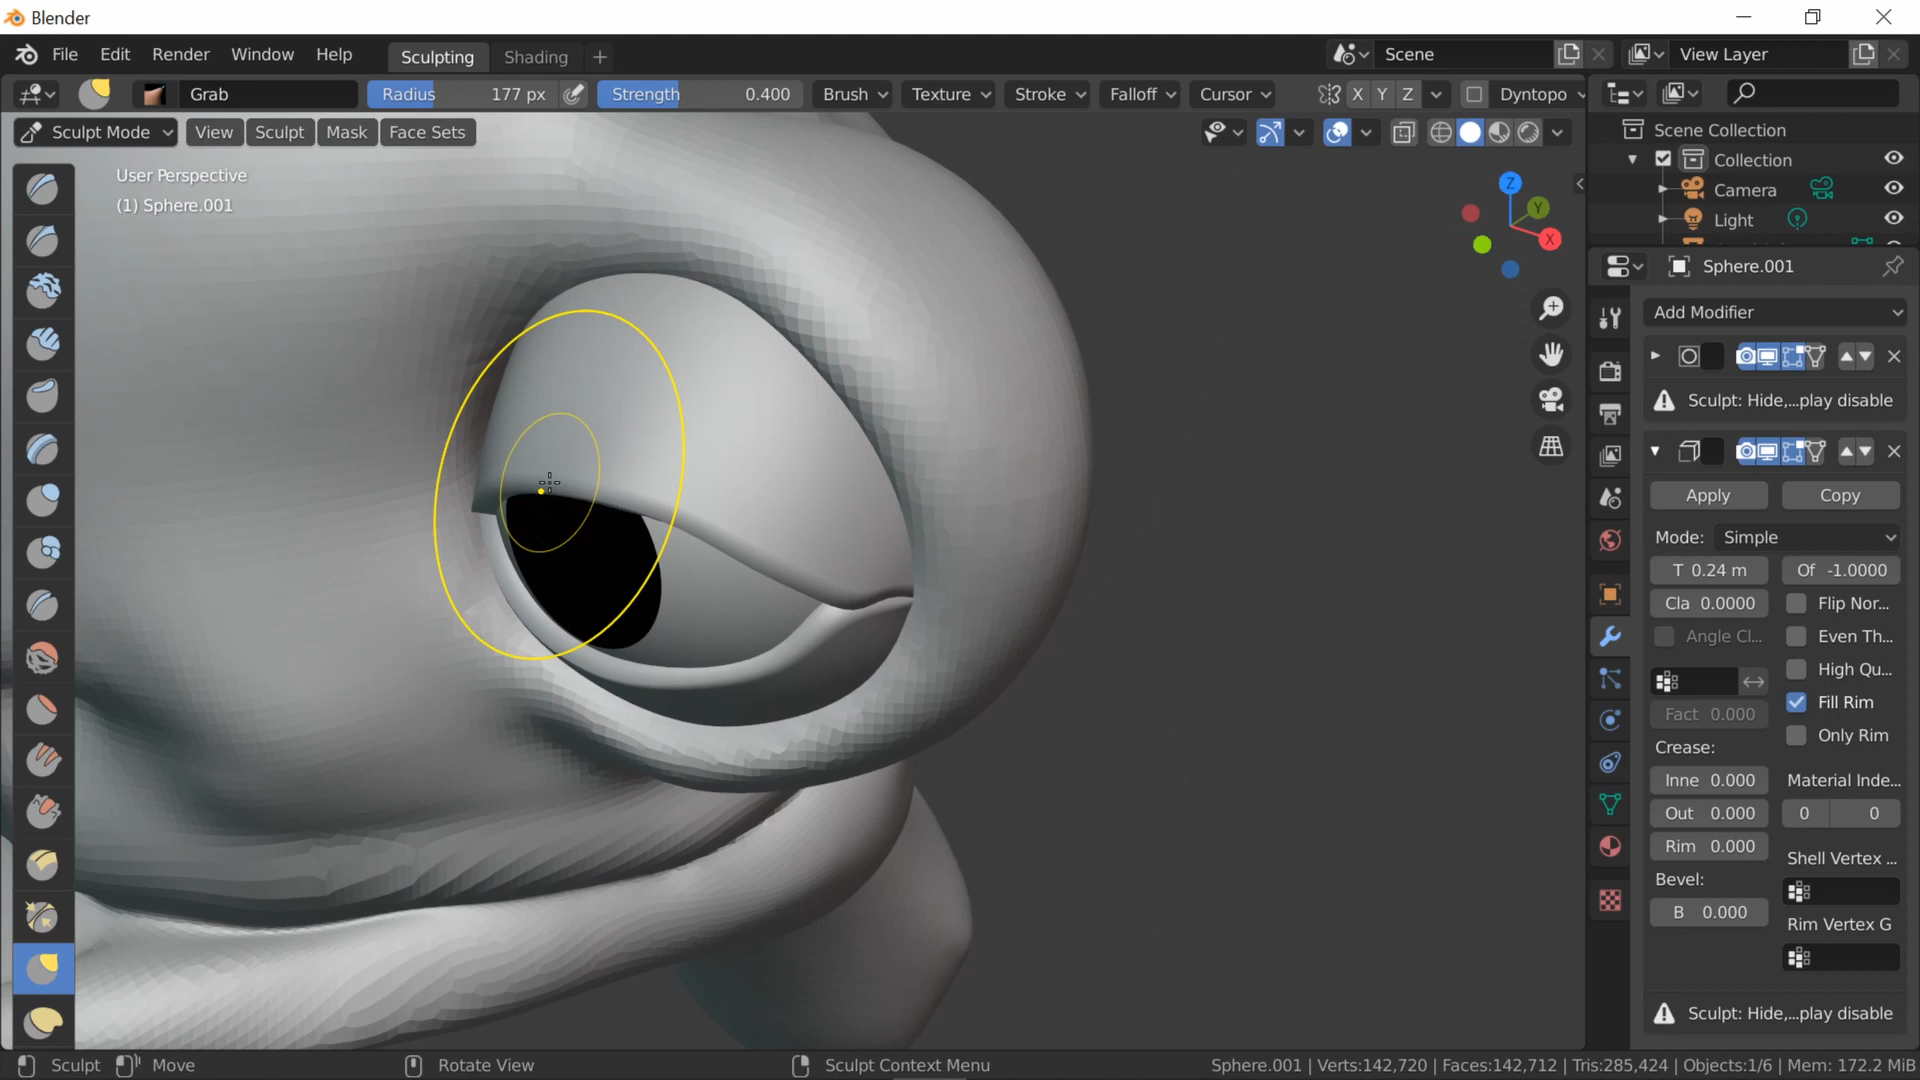 Blender
File Edit Render Window Help Sculpting Shading + Scene View Layer
Grab Radius 177 px Strength 0.400 Brush Texture Stroke Falloff Cursor X Y Z Dyntopo
Sculpt Mode View Sculpt Mask Face Sets
User Perspective
(1) Sphere.001
Z
Y
X
Scene Collection
Collection
Camera
Light
Sphere.001
Add Modifier
Sculpt: Hide,...play disable
Apply Copy
Mode: Simple
T 0.24 m Of -1.0000
Cla 0.0000 Flip Nor...
Angle Cl... Even Th...
High Qu...
Fill Rim
Fact 0.000
Only Rim
Crease:
Inne 0.000 Material Inde...
Out 0.000 0 0
Rim 0.000
Shell Vertex ...
Bevel:
B 0.000
Rim Vertex G
Sculpt: Hide,...play disable
Sculpt Move Rotate View Sculpt Context Menu Sphere.001 | Verts:142,720 | Faces:142,712 | Tris:285,424 | Objects:1/6 | Mem: 172.2 MiB